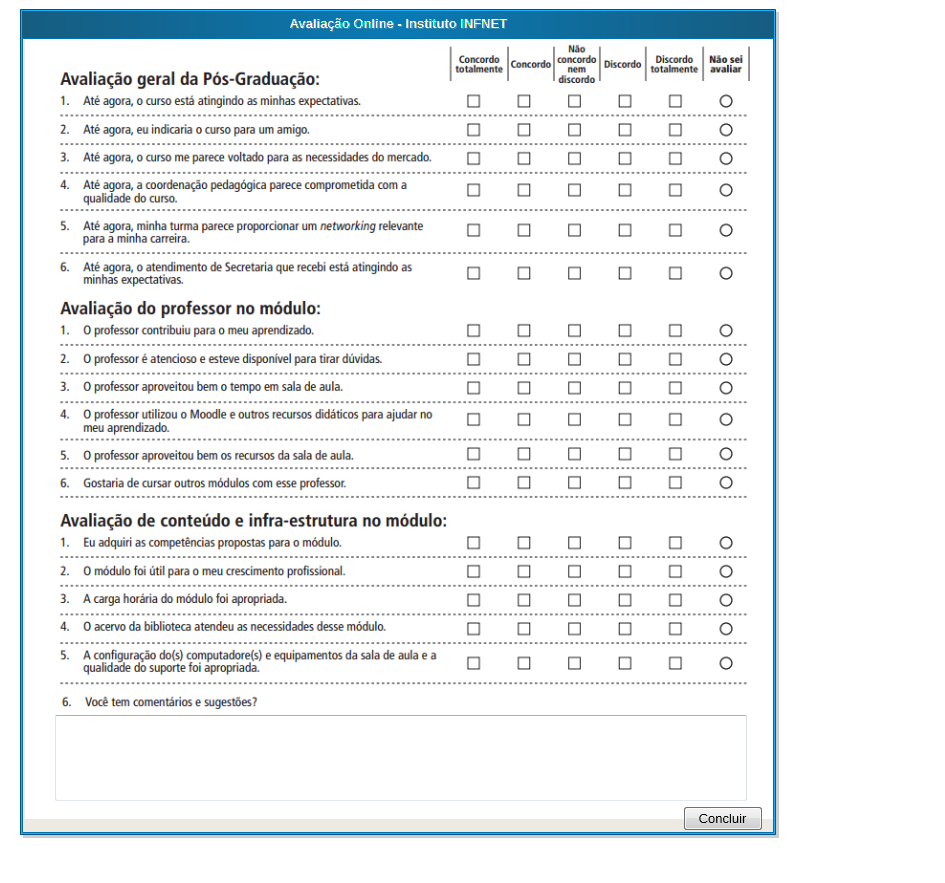 Avaliação Online - Instituto INFNET
Concordo totalmente
Concordo
Não concordo nem discordo
Discordo
Discordo totalmente
Não sei avaliar
Avaliação geral da Pós-Graduação:
1. Até agora, o curso está atingindo as minhas expectativas.
2. Até agora, eu indicaria o curso para um amigo.
3. Até agora, o curso me parece voltado para as necessidades do mercado.
4. Até agora, a coordenação pedagógica parece comprometida com a
qualidade do curso.
5. Até agora, minha turma parece proporcionar um networking relevante
para a minha carreira.
6. Até agora, o atendimento de Secretaria que recebi está atingindo as
minhas expectativas.
Avaliação do professor no módulo:
1. O professor contribuiu para o meu aprendizado.
2. O professor é atencioso e esteve disponível para tirar dúvidas.
3. O professor aproveitou bem o tempo em sala de aula.
4. O professor utilizou o Moodle e outros recursos didáticos para ajudar no
meu aprendizado.
5. O professor aproveitou bem os recursos da sala de aula.
6. Gostaria de cursar outros módulos com esse professor.
Avaliação de conteúdo e infra-estrutura no módulo:
1. Eu adquiri as competências propostas para o módulo.
2. O módulo foi útil para o meu crescimento profissional.
3. A carga horária do módulo foi apropriada.
4. O acervo da biblioteca atendeu as necessidades desse módulo.
5. A configuração do(s) computadore(s) e equipamentos da sala de aula e a
qualidade do suporte foi apropriada.
6. Você tem comentários e sugestões?
Concluir